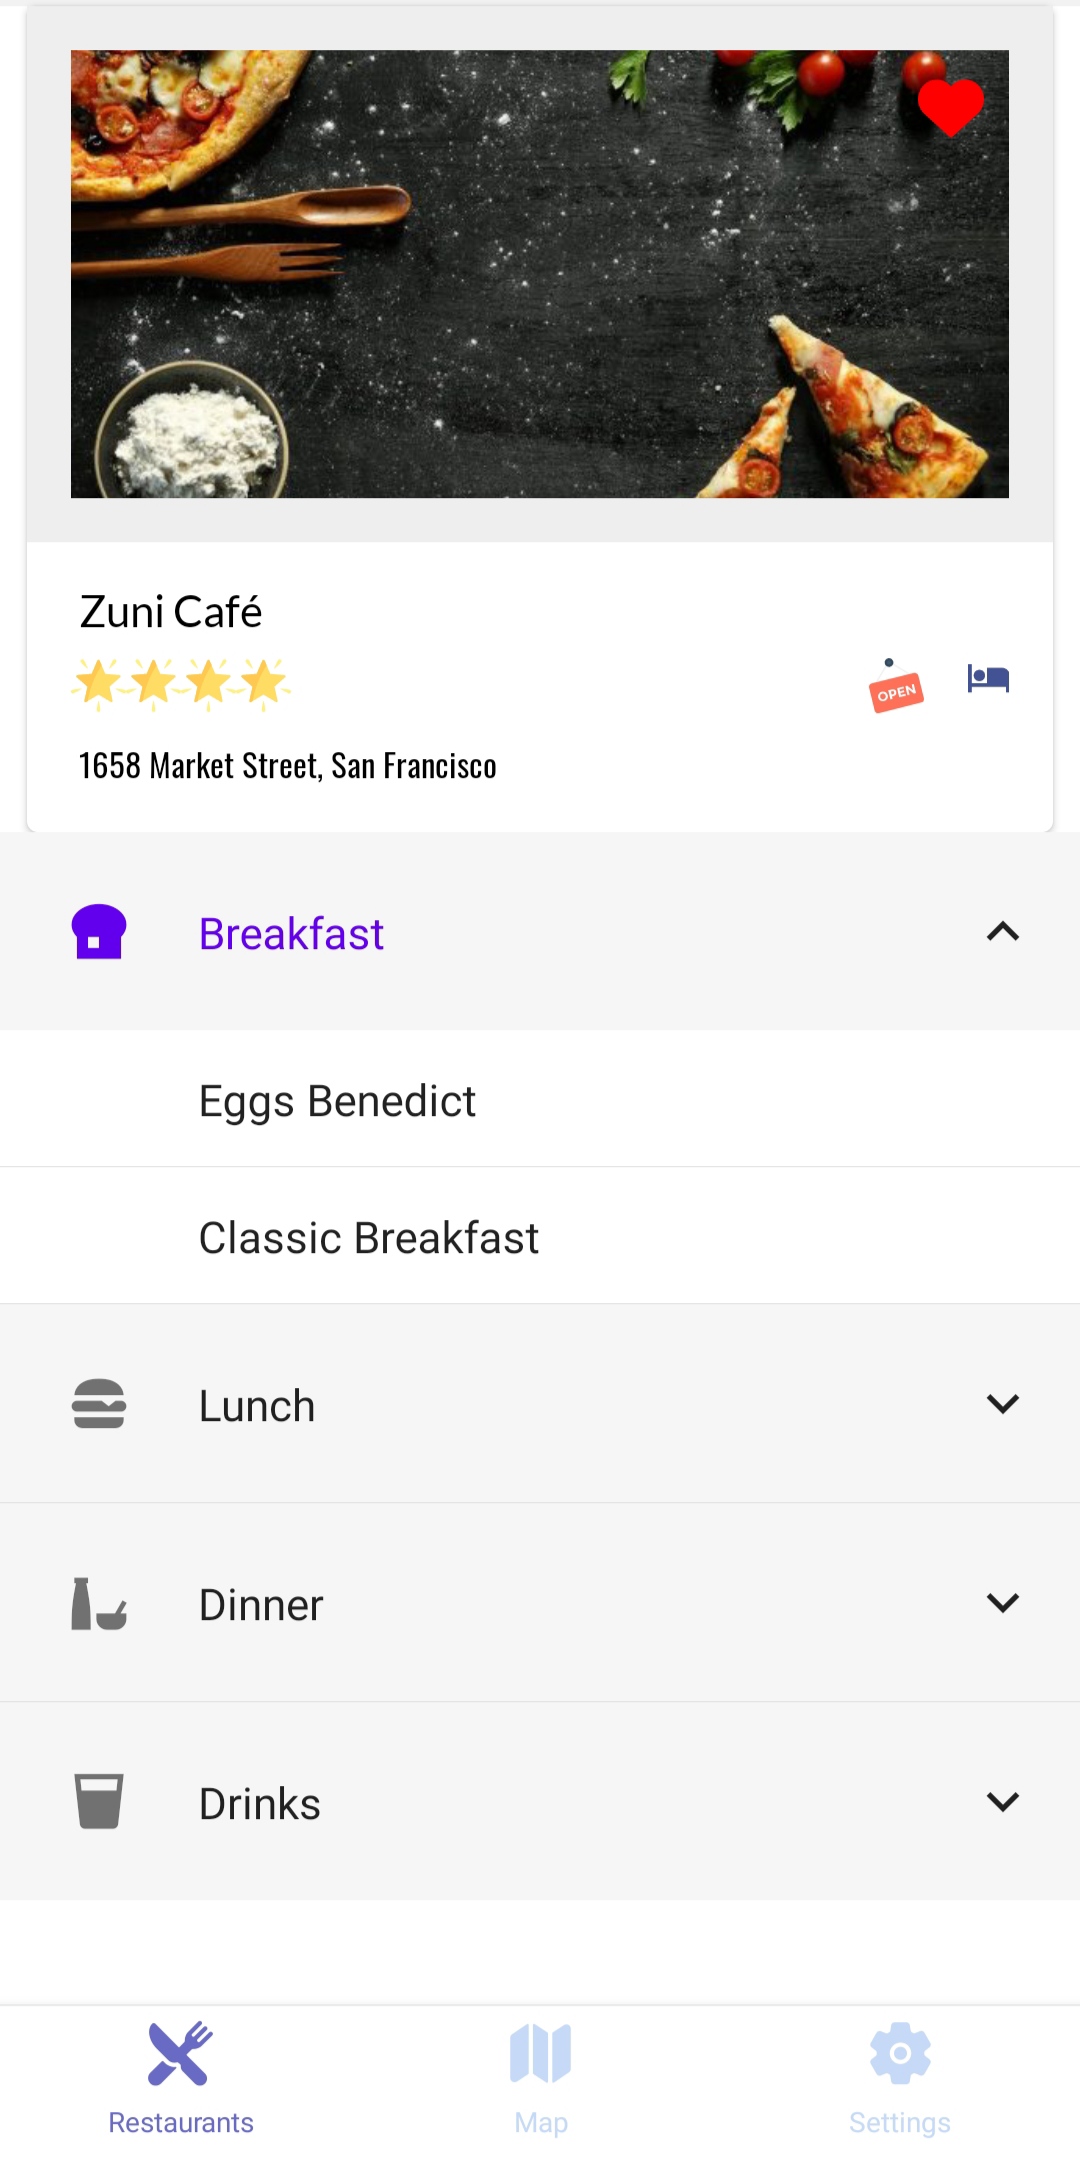 Zuni Café
OPEN
1658 Market Street, San Francisco
Breakfast
Eggs Benedict
Classic Breakfast
Lunch
Dinner
Drinks
Restaurants
Map
Settings